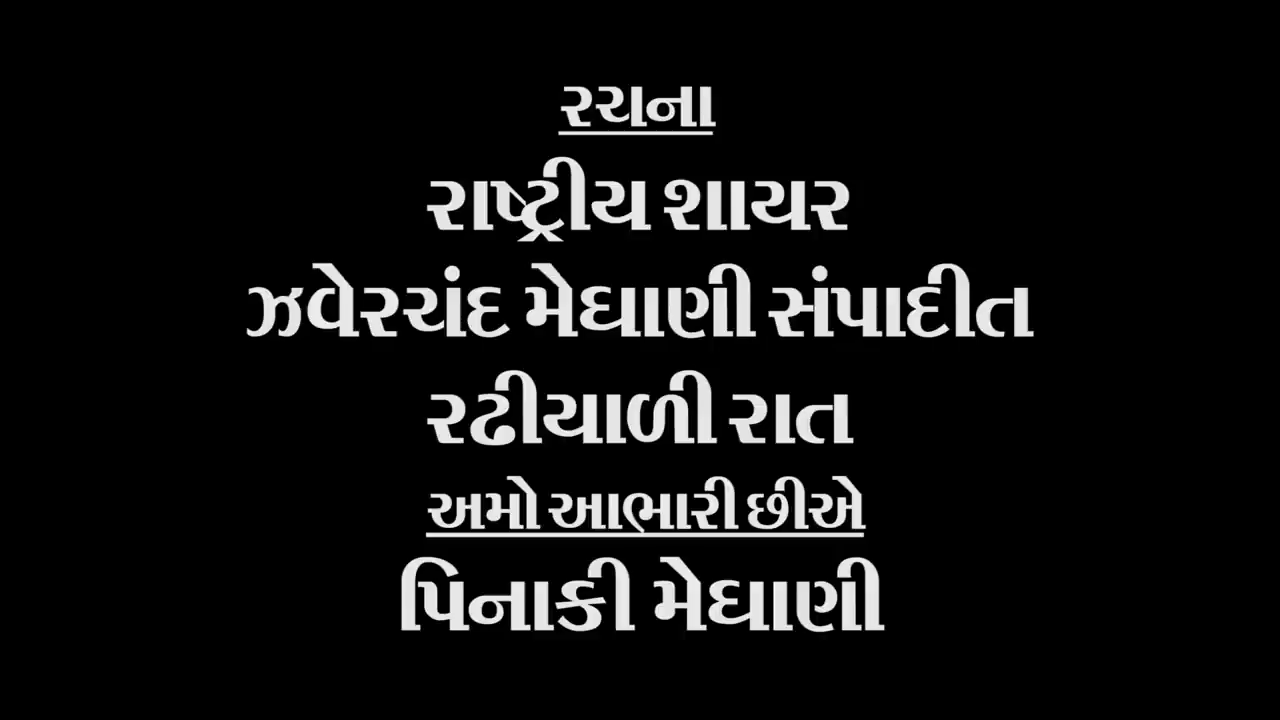 રચના
રાષ્ટ્રીય શાયર
ઝવેરચંદ મેઘાણી સંપાદીત
રઢીયાળી રાત
અમો આભારી છીએ
પિનાકી મેઘાણી